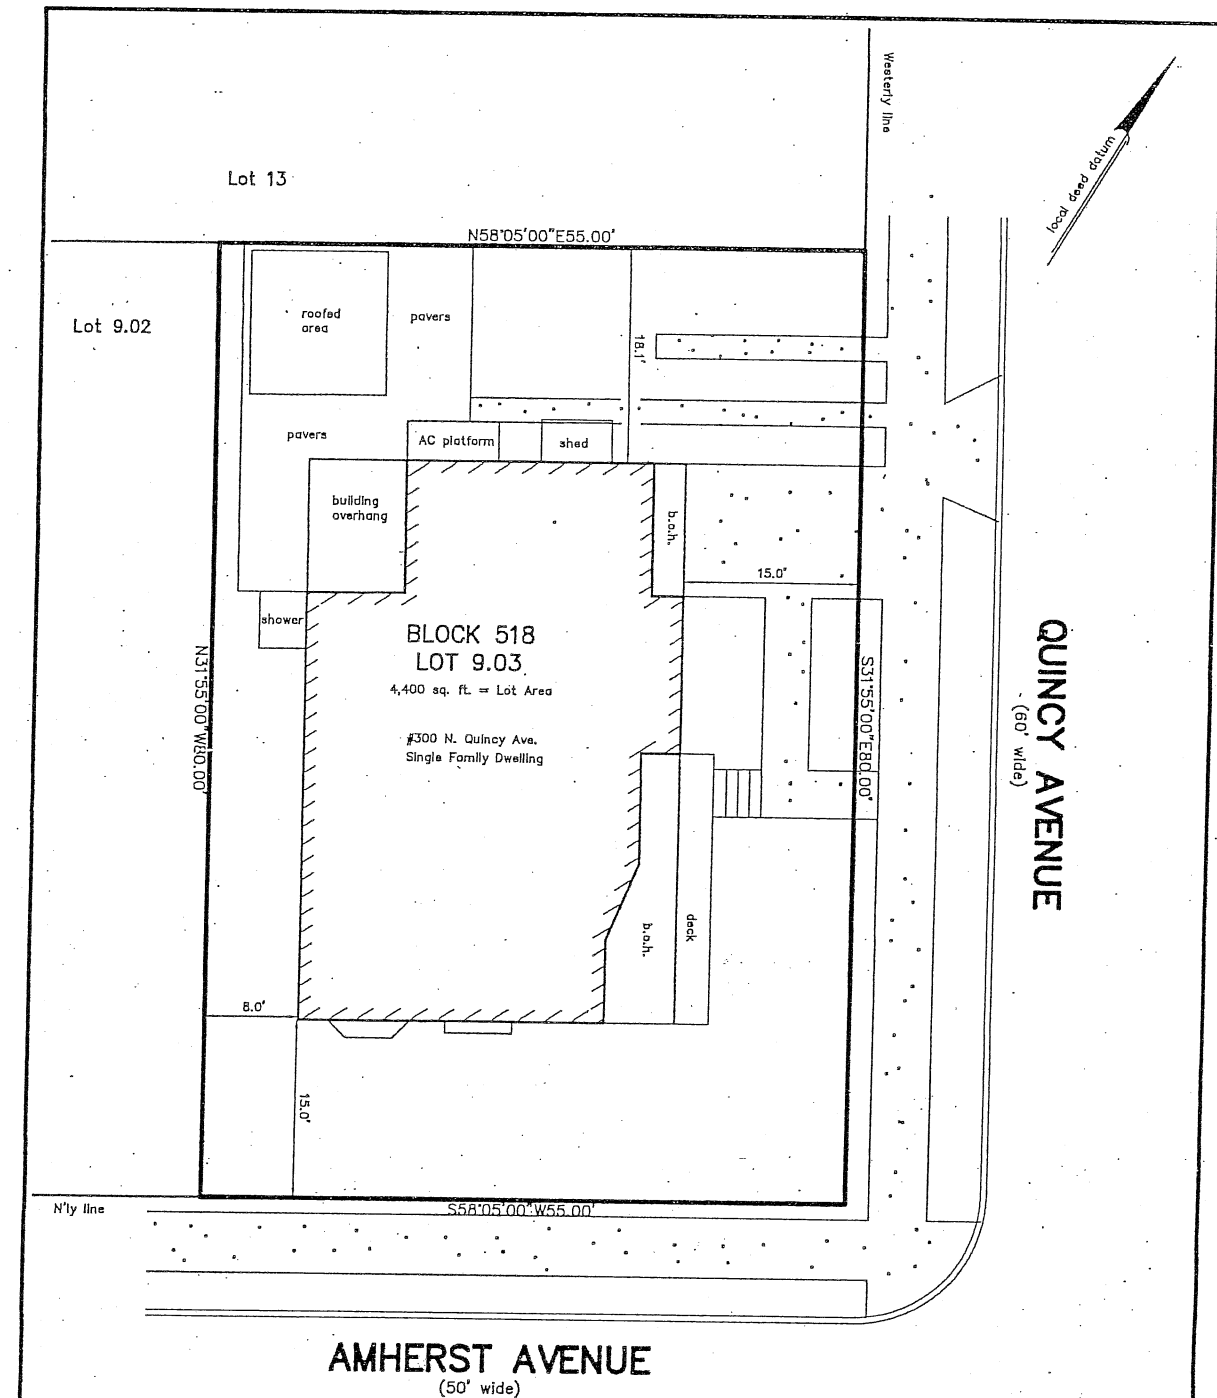 Westerly line
local deed datum
Lot 13
N58°05'00"E55.00'
Lot 9.02
roofed
area
pavers
18.1'
pavers
AC platform
shed
building
overhang
b.o.h.
15.0'
shower
BLOCK 518
LOT 9.03
4,400 sq. ft. = Lot Area
#300 N. Quincy Ave.
Single Family Dwelling
N31°55'00"W80.00'
S31°55'00"E80.00'
QUINCY AVENUE
(60' wide)
b.o.h.
deck
8.0'
15.0'
N'ly line
S58°05'00"W55.00'
AMHERST AVENUE
(50' wide)